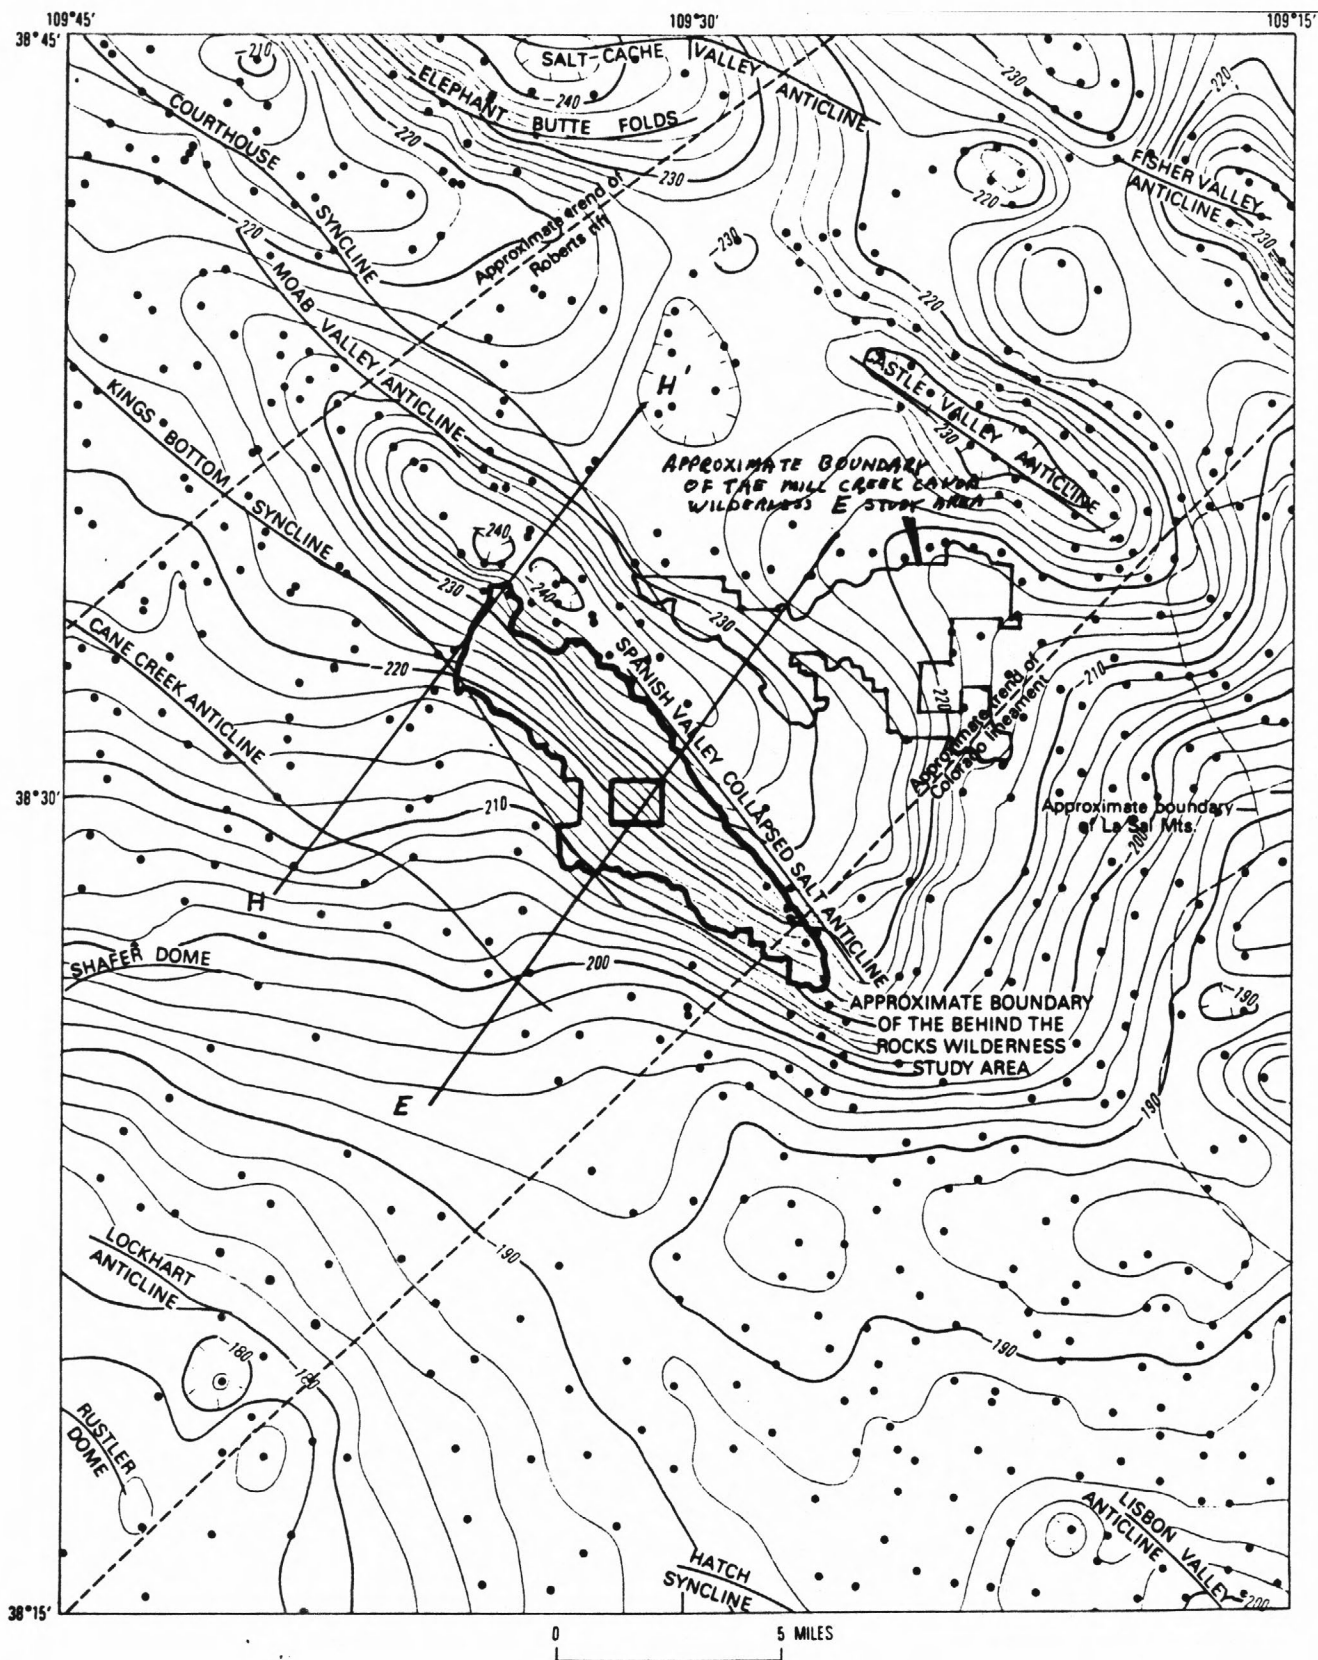 109°45'
109°30'
109°15'
38°45'
-210
SALT-CACHE
VALLEY
ANTICLINE
ELEPHANT
BUTTE FOLDS
-240
230
220
COURTHOUSE
SYNCLINE
220
230
220
FISHER VALLEY
ANTICLINE
230
220
Approximate trend of
Roberts rift
-230
220
MOAB VALLEY ANTICLINE
KINGS BOTTOM SYNCLINE
H'
CASTLE VALLEY ANTICLINE
230
APPROXIMATE BOUNDARY
OF THE MILL CREEK
WILDERNESS E STUDY AREA
240
-240
230
230
CANE CREEK ANTICLINE
-220
SPANISH VALLEY COLLAPSED SALT ANTICLINE
220
-210
Approximate trend of
Colorado lineament
38°30'
210
Approximate boundary
of La Sal Mts.
-200
H
SHAFER DOME
200
-190
APPROXIMATE BOUNDARY
OF THE BEHIND THE
ROCKS WILDERNESS
STUDY AREA
E
190
LOCKHART
ANTICLINE
-190
-180
180
-190
RUSTLER
DOME
LISBON VALLEY
ANTICLINE
-200
HATCH
SYNCLINE
38°15'
0
5 MILES